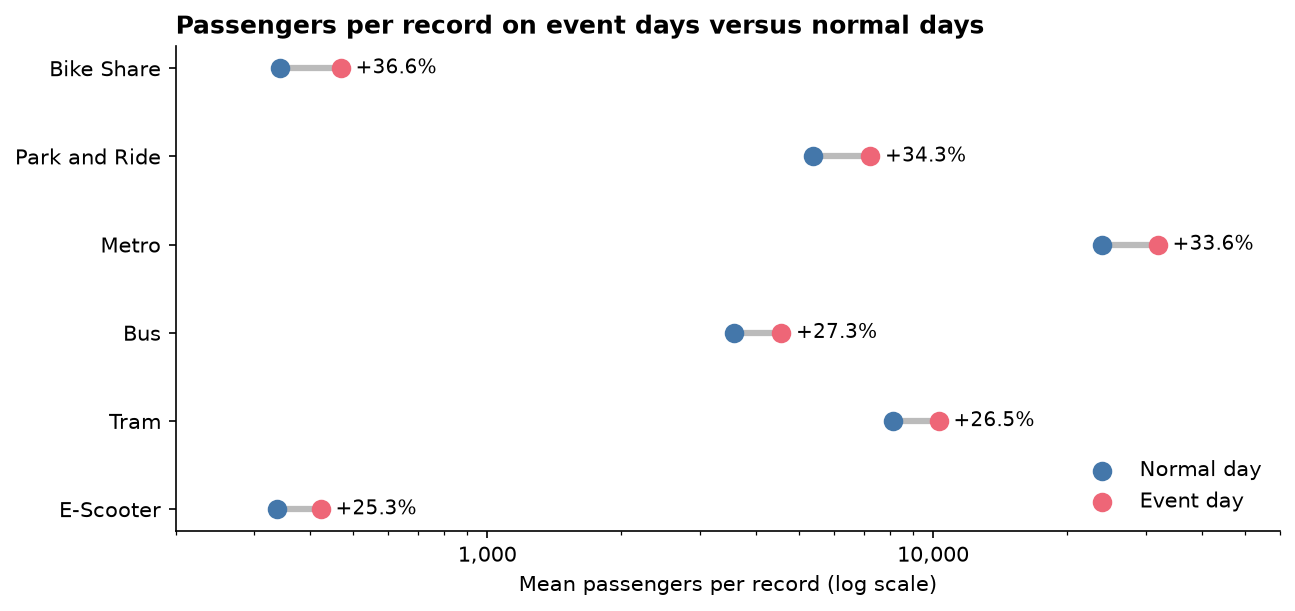 Passengers per record on event days versus normal days
Bike Share
+36.6%
Park and Ride
+34.3%
Metro
+33.6%
Bus
+27.3%
Tram
+26.5%
E-Scooter
+25.3%
Normal day
Event day
1,000
10,000
Mean passengers per record (log scale)